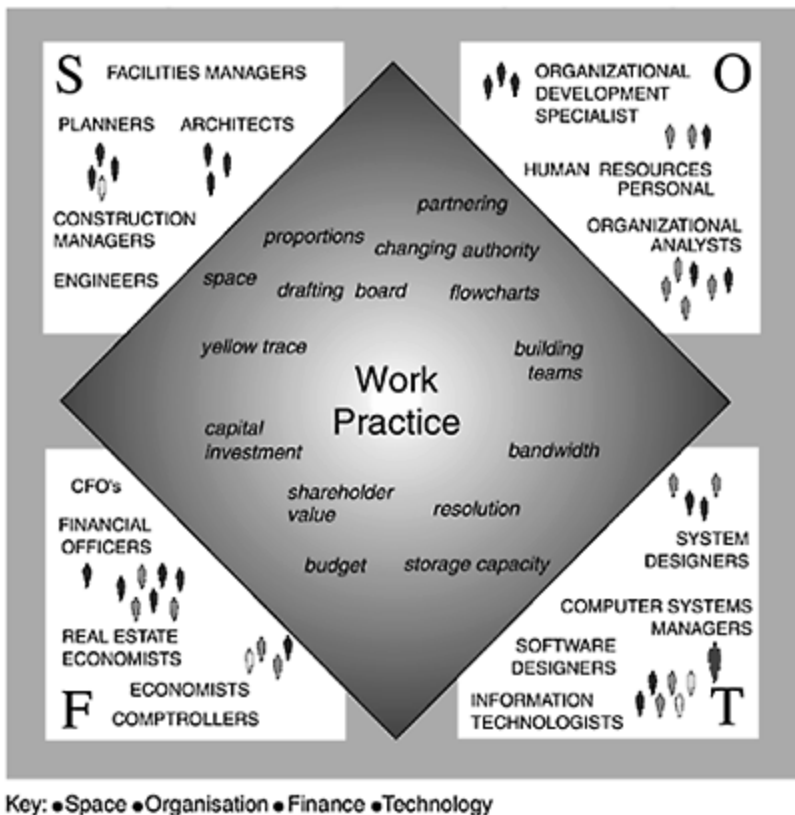 S
FACILITIES MANAGERS
PLANNERS ARCHITECTS
CONSTRUCTION
MANAGERS
ENGINEERS
O
ORGANIZATIONAL
DEVELOPMENT
SPECIALIST
HUMAN RESOURCES
PERSONAL
ORGANIZATIONAL
ANALYSTS
partnering
proportions
changing authority
space
drafting board
flowcharts
yellow trace
building
teams
Work
Practice
capital
investment
bandwidth
shareholder
value
resolution
budget
storage capacity
CFO's
FINANCIAL
OFFICERS
REAL ESTATE
ECONOMISTS
ECONOMISTS
F
COMPTROLLERS
SYSTEM
DESIGNERS
COMPUTER SYSTEMS
MANAGERS
SOFTWARE
DESIGNERS
INFORMATION
TECHNOLOGISTS
T
Key: ●Space ●Organisation ●Finance ●Technology